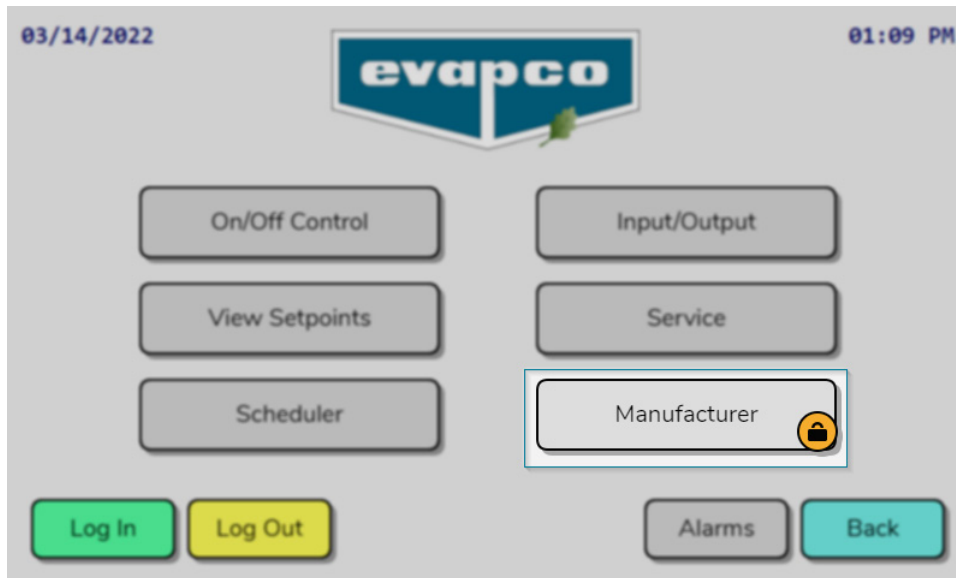 03/14/2022 01:09 PM
evapco
On/Off Control Input/Output
View Setpoints Service
Scheduler Manufacturer
Log In Log Out Alarms Back